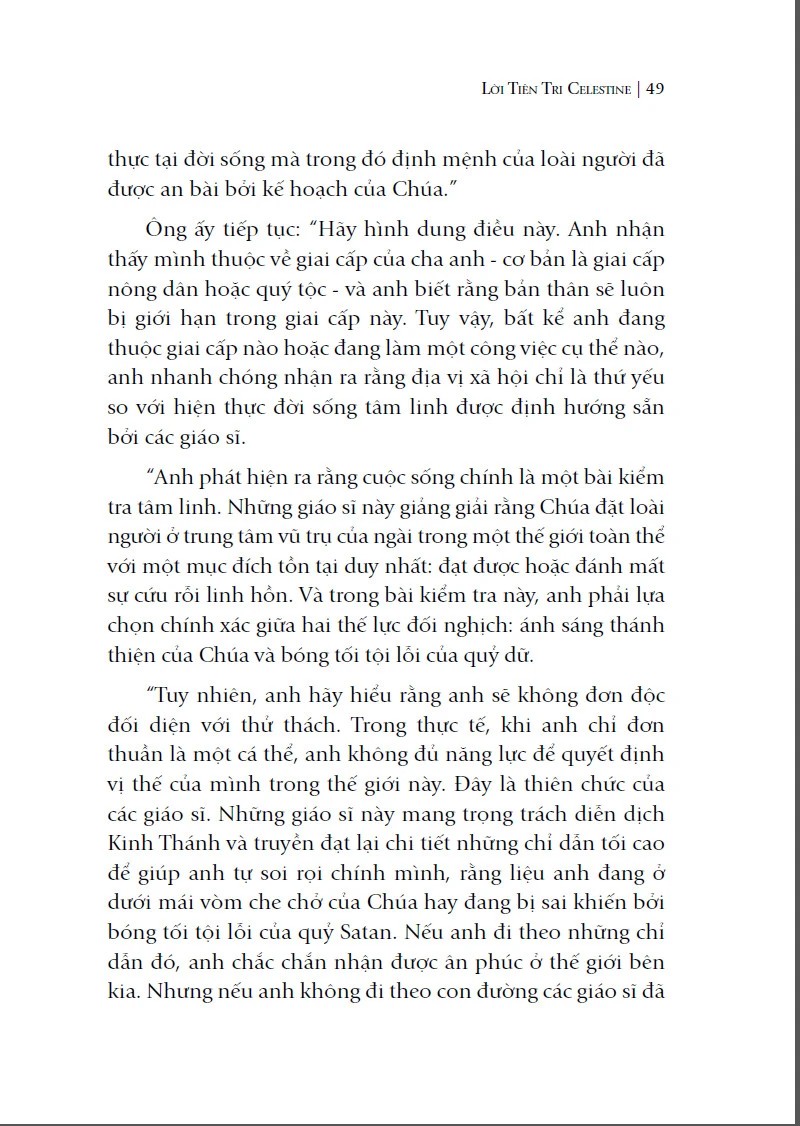 Lời Tiên Tri Celestine | 49
thực tại đời sống mà trong đó định mệnh của loài người đã
được an bài bởi kế hoạch của Chúa.”
Ông ấy tiếp tục: “Hãy hình dung điều này. Anh nhận
thấy mình thuộc về giai cấp của cha anh - cơ bản là giai cấp
nông dân hoặc quý tộc - và anh biết rằng bản thân sẽ luôn
bị giới hạn trong giai cấp này. Tuy vậy, bất kể anh đang
thuộc giai cấp nào hoặc đang làm một công việc cụ thể nào,
anh nhanh chóng nhận ra rằng địa vị xã hội chỉ là thứ yếu
so với hiện thực đời sống tâm linh được định hướng sẵn
bởi các giáo sĩ.
“Anh phát hiện ra rằng cuộc sống chính là một bài kiểm
tra tâm linh. Những giáo sĩ này giảng giải rằng Chúa đặt loài
người ở trung tâm vũ trụ của ngài trong một thế giới toàn thể
với một mục đích tồn tại duy nhất: đạt được hoặc đánh mất
sự cứu rỗi linh hồn. Và trong bài kiểm tra này, anh phải lựa
chọn chính xác giữa hai thế lực đối nghịch: ánh sáng thánh
thiện của Chúa và bóng tối tội lỗi của quỷ dữ.
“Tuy nhiên, anh hãy hiểu rằng anh sẽ không đơn độc
đối diện với thử thách. Trong thực tế, khi anh chỉ đơn
thuần là một cá thể, anh không đủ năng lực để quyết định
vị thế của mình trong thế giới này. Đây là thiên chức của
các giáo sĩ. Những giáo sĩ này mang trọng trách diễn dịch
Kinh Thánh và truyền đạt lại chi tiết những chỉ dẫn tối cao
để giúp anh tự soi rọi chính mình, rằng liệu anh đang ở
dưới mái vòm che chở của Chúa hay đang bị sai khiến bởi
bóng tối tội lỗi của quỷ Satan. Nếu anh đi theo những chỉ
dẫn đó, anh chắc chắn nhận được ân phúc ở thế giới bên
kia. Nhưng nếu anh không đi theo con đường các giáo sĩ đã